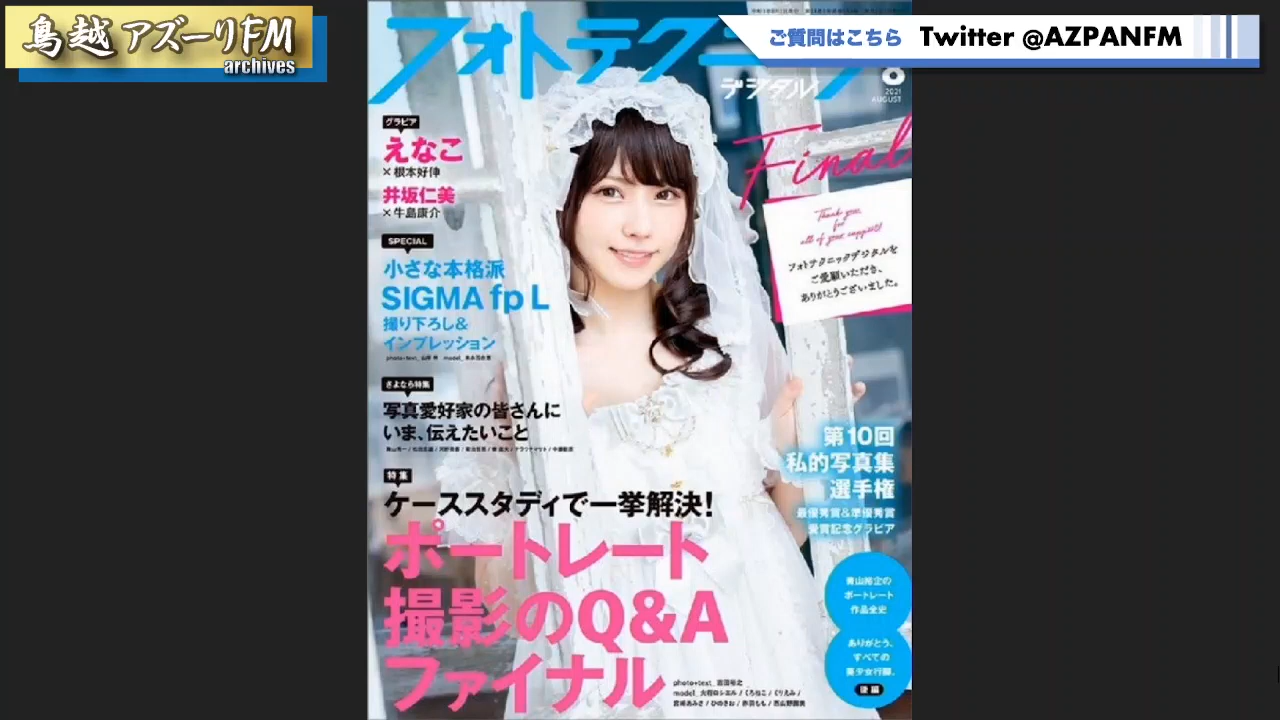 鳥越アズーリFM
archives
ご質問はこちら Twitter @AZPANFM
フォトテクニック
デジタル
8
2021
AUGUST
Final
Thank you,
for
all of your support!
フォトテクニックデジタルを
ご愛顧いただき、
ありがとうございました。
グラビア
えなこ
×根本好伸
井坂仁美
×牛島康介
SPECIAL
小さな本格派
SIGMA fp L
撮り下ろし&
インプレッション
さよなら特集
写真愛好家の皆さんに
いま、伝えたいこと
特集
ケーススタディで一挙解決!
ポートレート
撮影のQ&A
ファイナル
第10回
私的写真集
選手権
最優秀賞&準優秀賞
受賞記念グラビア
青山裕企の
ポートレート
作品全史
ありがとう、
すべての
美少女行脚。
後編